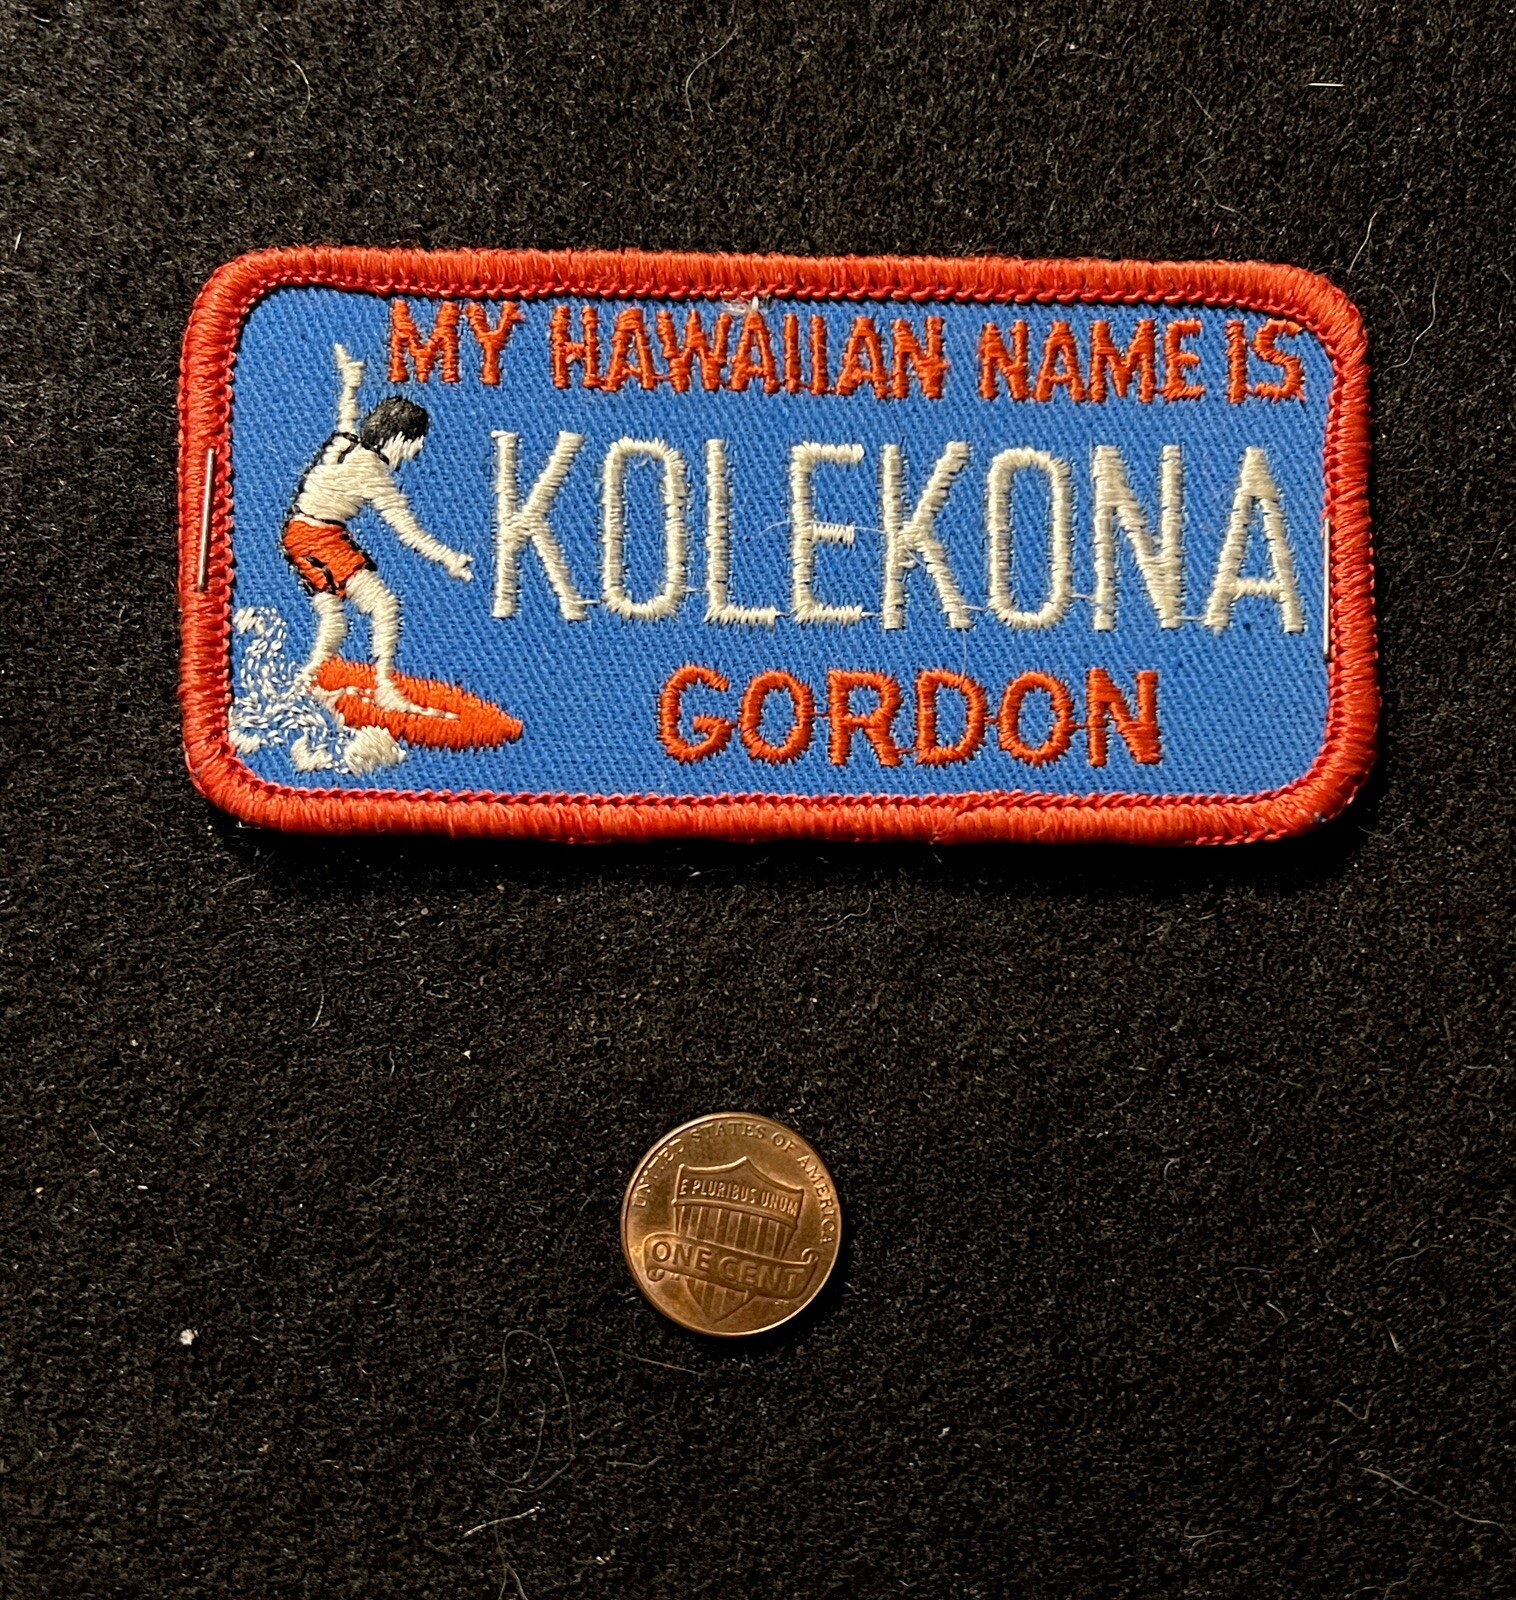 MY HAWAIIAN NAME IS
KOLEKONA
GORDON
UNITED STATES OF AMERICA
E PLURIBUS UNUM
ONE CENT